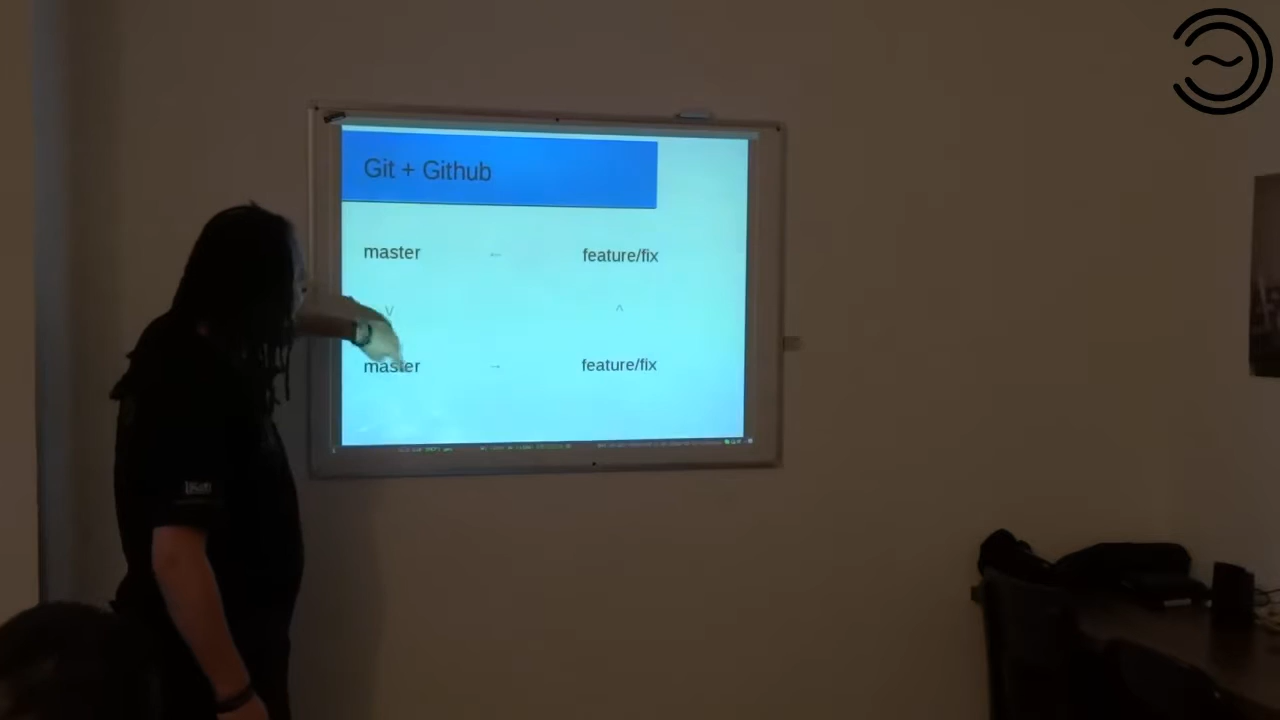 Git + Github
master ← feature/fix
v ^
master → feature/fix